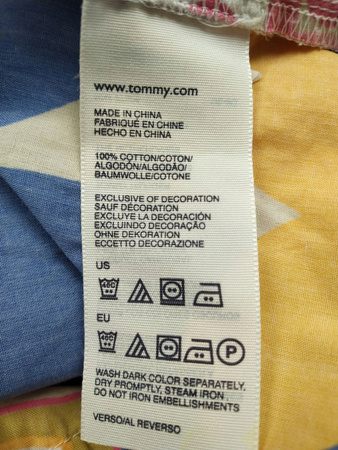 www.tommy.com
MADE IN CHINA
FABRIQUÉ EN CHINE
HECHO EN CHINA
100% COTTON/COTON/
ALGODÓN/ALGODÃO/
BAUMWOLLE/COTONE
EXCLUSIVE OF DECORATION
SAUF DÉCORATION
EXCLUYE LA DECORACIÓN
EXCLUINDO DECORAÇÃO
OHNE DEKORATION
ECCETTO DECORAZIONE
US
EU
P
WASH DARK COLOR SEPARATELY.
DRY PROMPTLY. STEAM IRON.
DO NOT IRON EMBELLISHMENTS
VERSO/AL REVERSO